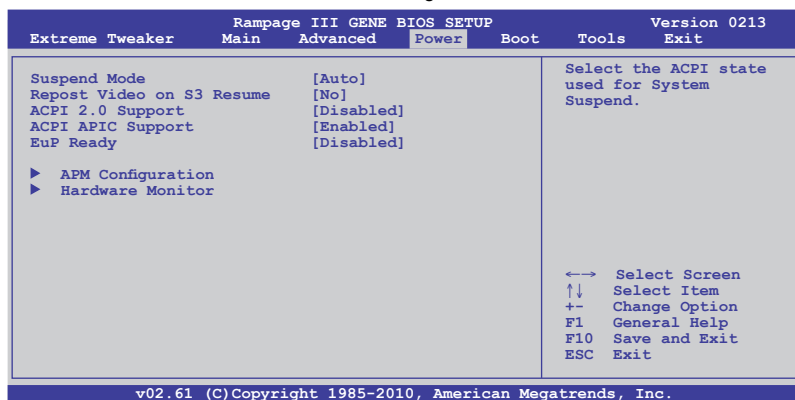 Rampage III GENE BIOS SETUP Version 0213
Extreme Tweaker Main Advanced Power Boot Tools Exit
Suspend Mode [Auto]
Repost Video on S3 Resume [No]
ACPI 2.0 Support [Disabled]
ACPI APIC Support [Enabled]
EuP Ready [Disabled]
▶ APM Configuration
▶ Hardware Monitor
Select the ACPI state
used for System
Suspend.
←→ Select Screen
↑↓ Select Item
+- Change Option
F1 General Help
F10 Save and Exit
ESC Exit
v02.61 (C)Copyright 1985-2010, American Megatrends, Inc.